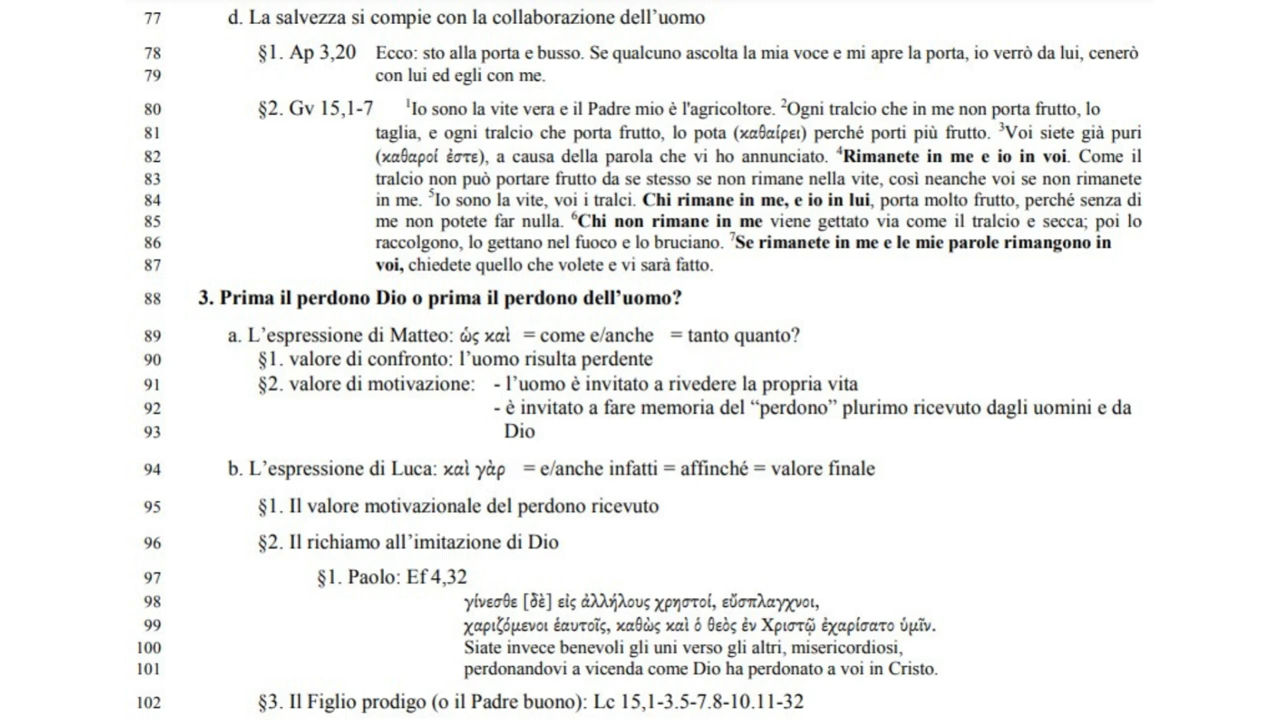 77 d. La salvezza si compie con la collaborazione dell'uomo
78 §1. Ap 3,20 Ecco: sto alla porta e busso. Se qualcuno ascolta la mia voce e mi apre la porta, io verrò da lui, cenerò
79 con lui ed egli con me.
80 §2. Gv 15,1-7 ¹Io sono la vite vera e il Padre mio è l'agricoltore. ²Ogni tralcio che in me non porta frutto, lo
81 taglia, e ogni tralcio che porta frutto, lo pota (καθαίρει) perché porti più frutto. ³Voi siete già puri
82 (καθαροί ἐστε), a causa della parola che vi ho annunciato. ⁴Rimanete in me e io in voi. Come il
83 tralcio non può portare frutto da se stesso se non rimane nella vite, così neanche voi se non rimanete
84 in me. ⁵Io sono la vite, voi i tralci. Chi rimane in me, e io in lui, porta molto frutto, perché senza di
85 me non potete far nulla. ⁶Chi non rimane in me viene gettato via come il tralcio e secca; poi lo
86 raccolgono, lo gettano nel fuoco e lo bruciano. ⁷Se rimanete in me e le mie parole rimangono in
87 voi, chiedete quello che volete e vi sarà fatto.
88 3. Prima il perdono Dio o prima il perdono dell'uomo?
89 a. L'espressione di Matteo: ὡς καὶ = come e/anche = tanto quanto?
90 §1. valore di confronto: l'uomo risulta perdente
91 §2. valore di motivazione: - l'uomo è invitato a rivedere la propria vita
92 - è invitato a fare memoria del “perdono” plurimo ricevuto dagli uomini e da
93 Dio
94 b. L'espressione di Luca: καὶ γὰρ = e/anche infatti = affinché = valore finale
95 §1. Il valore motivazionale del perdono ricevuto
96 §2. Il richiamo all'imitazione di Dio
97 §1. Paolo: Ef 4,32
98 γίνεσθε [δὲ] εἰς ἀλλήλους χρηστοί, εὔσπλαγχνοι,
99 χαριζόμενοι ἑαυτοῖς, καθὼς καὶ ὁ θεὸς ἐν Χριστῷ ἐχαρίσατο ὑμῖν.
100 Siate invece benevoli gli uni verso gli altri, misericordiosi,
101 perdonandovi a vicenda come Dio ha perdonato a voi in Cristo.
102 §3. Il Figlio prodigo (o il Padre buono): Lc 15,1-3.5-7.8-10.11-32